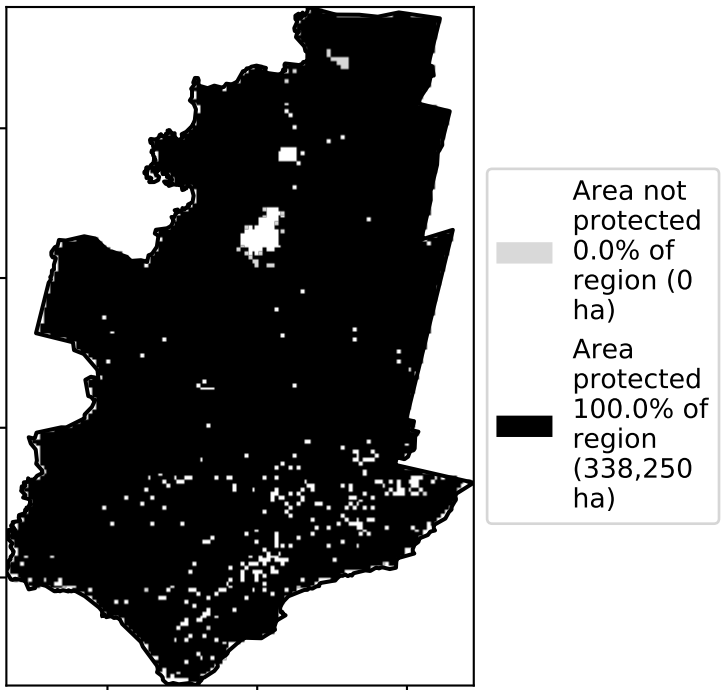 Area not
protected
0.0% of
region (0
ha)
Area
protected
100.0% of
region
(338,250
ha)